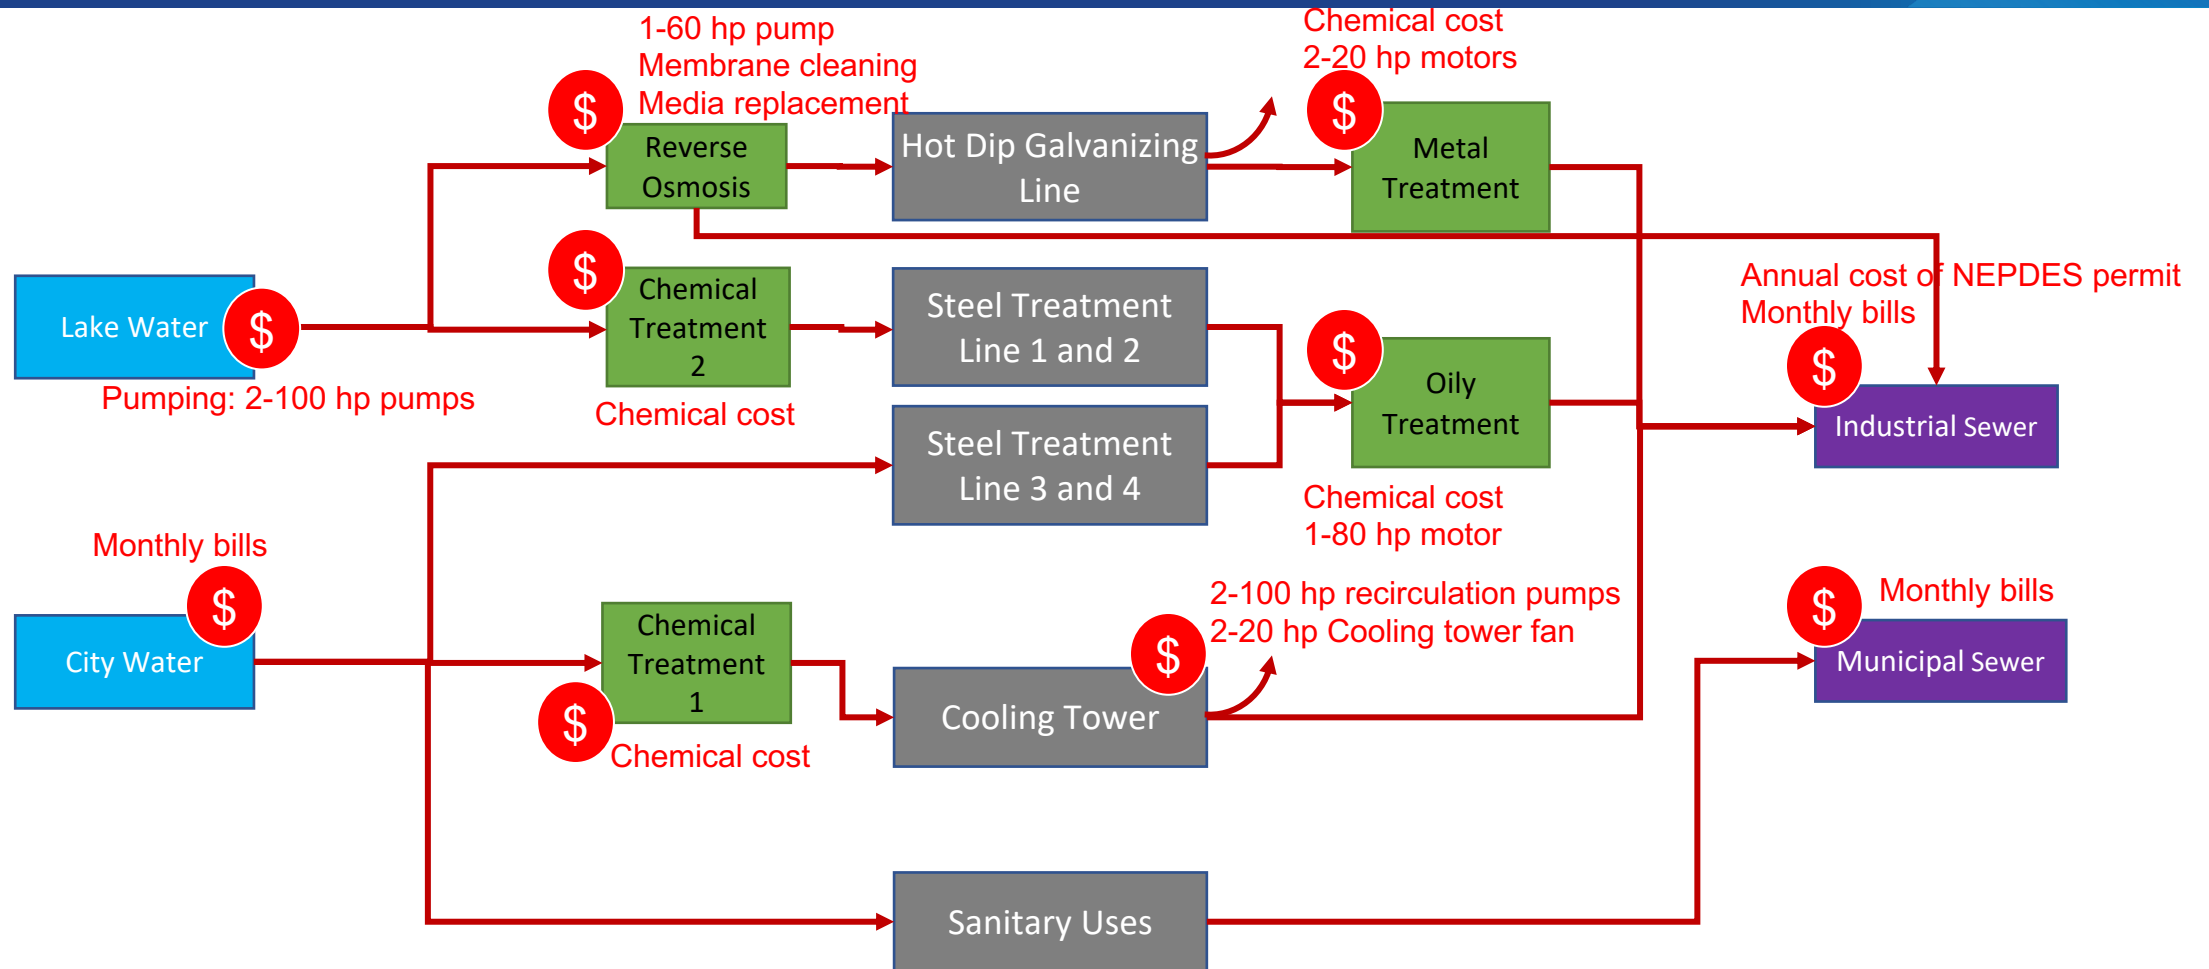 1-60 hp pump
Membrane cleaning
Media replacement
Chemical cost
2-20 hp motors
$
$
Reverse
Osmosis
Hot Dip Galvanizing
Line
Metal
Treatment
$
Chemical
Treatment
2
Chemical cost
Lake Water
$
Pumping: 2-100 hp pumps
Steel Treatment
Line 1 and 2
$
Oily
Treatment
Chemical cost
1-80 hp motor
Annual cost of NEPDES permit
Monthly bills
$
Industrial Sewer
Steel Treatment
Line 3 and 4
Monthly bills
$
City Water
Chemical
Treatment
1
$
Chemical cost
2-100 hp recirculation pumps
2-20 hp Cooling tower fan
$
Cooling Tower
$
Monthly bills
Municipal Sewer
Sanitary Uses